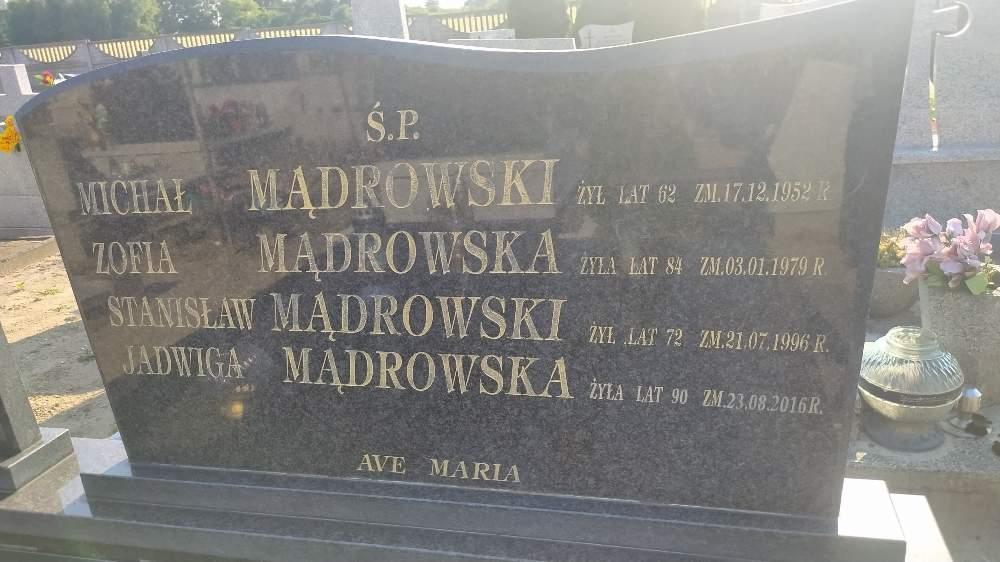 Ś.P.
MICHAŁ MĄDROWSKI ŻYŁ LAT 62 ZM.17.12.1952 R.
ZOFIA MĄDROWSKA ŻYŁA LAT 84 ZM.03.01.1979 R.
STANISŁAW MĄDROWSKI ŻYŁ LAT 72 ZM.21.07.1996 R.
JADWIGA MĄDROWSKA ŻYŁA LAT 90 ZM.23.08.2016R.
AVE MARIA